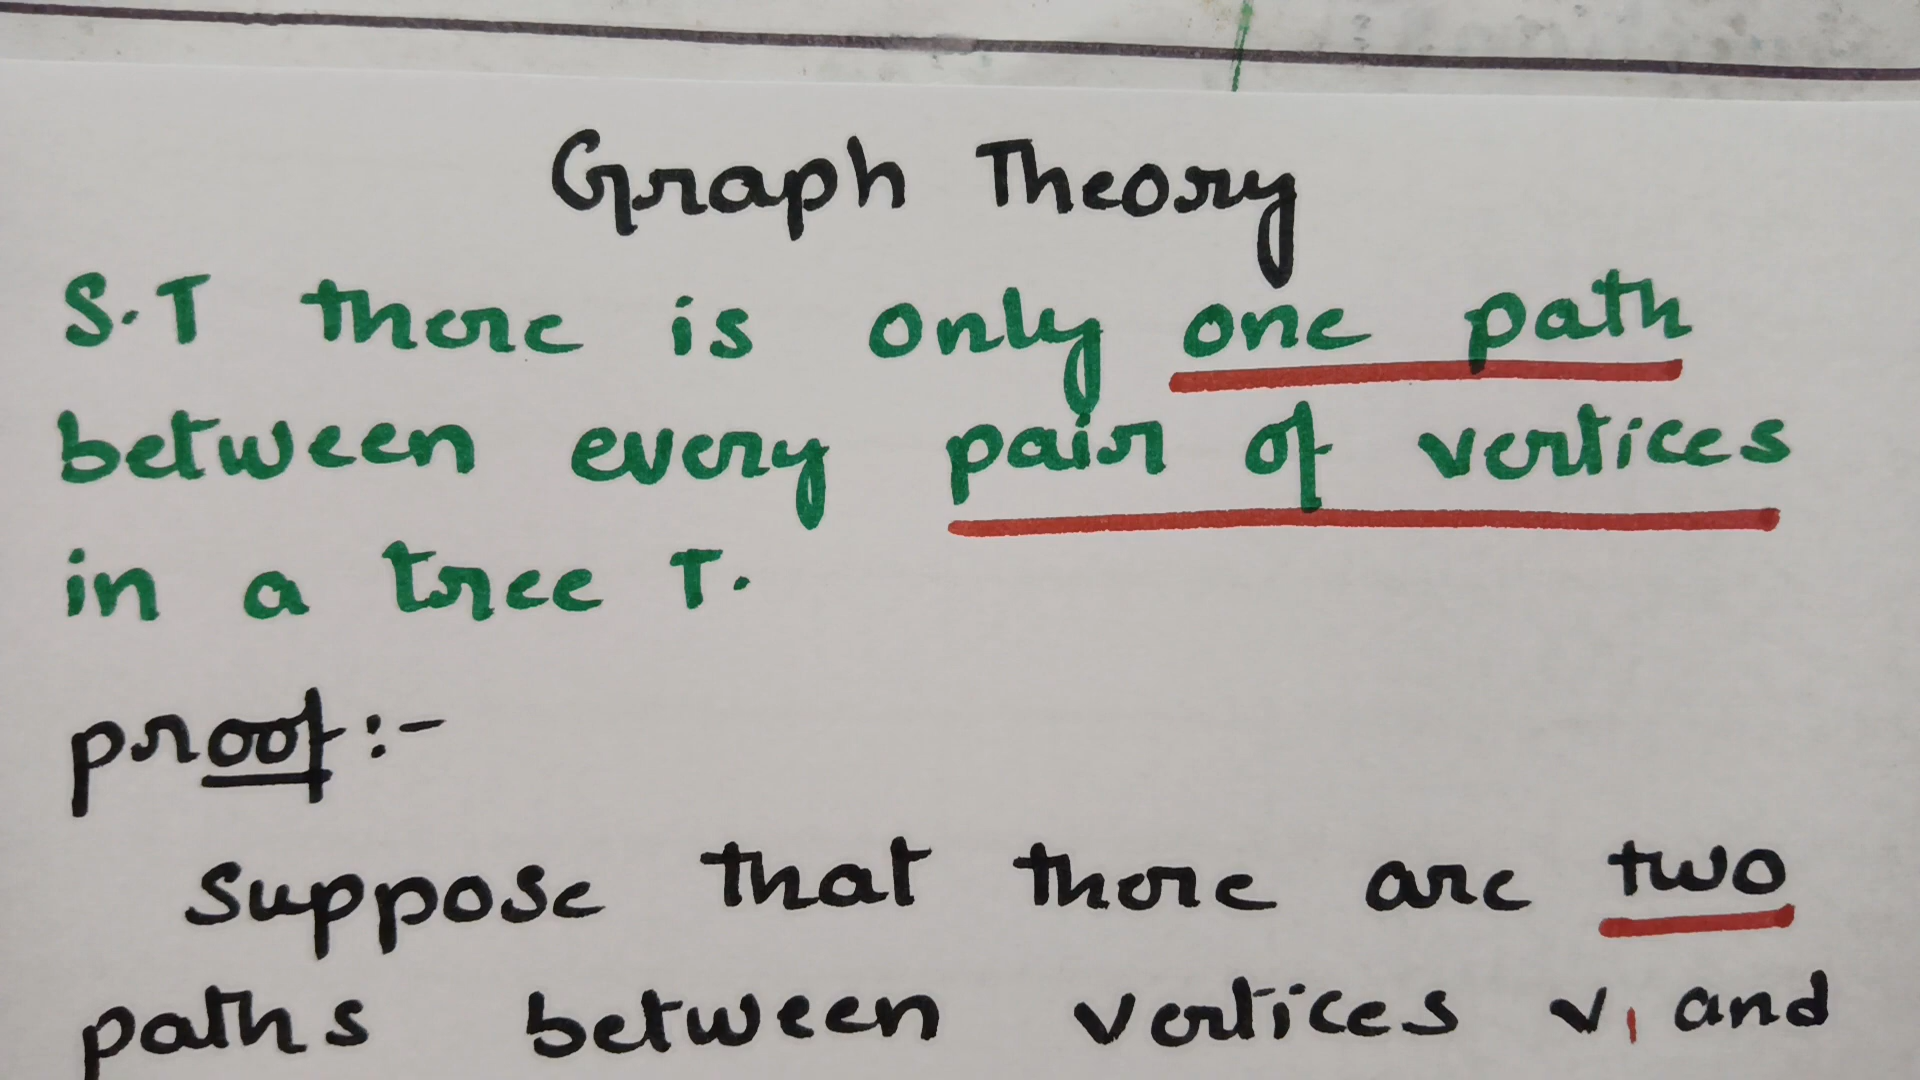 Graph Theory
S.T there is only one path
between every pair of vertices
in a tree T.
proof:-
suppose that there are two
paths between vertices v₁ and